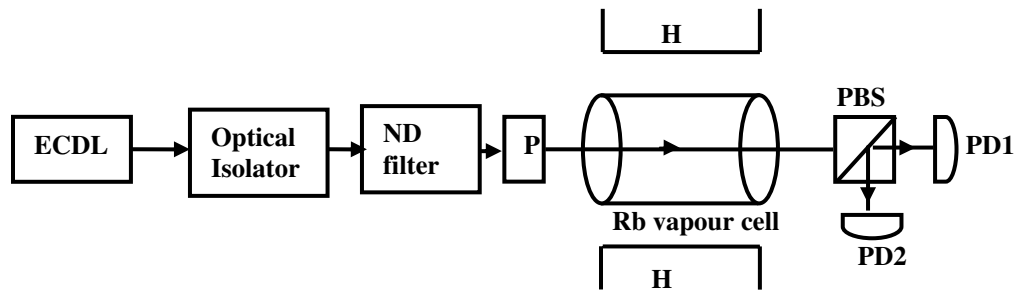 H
PBS
ECDL
Optical
Isolator
ND
filter
P
PD1
Rb vapour cell
PD2
H